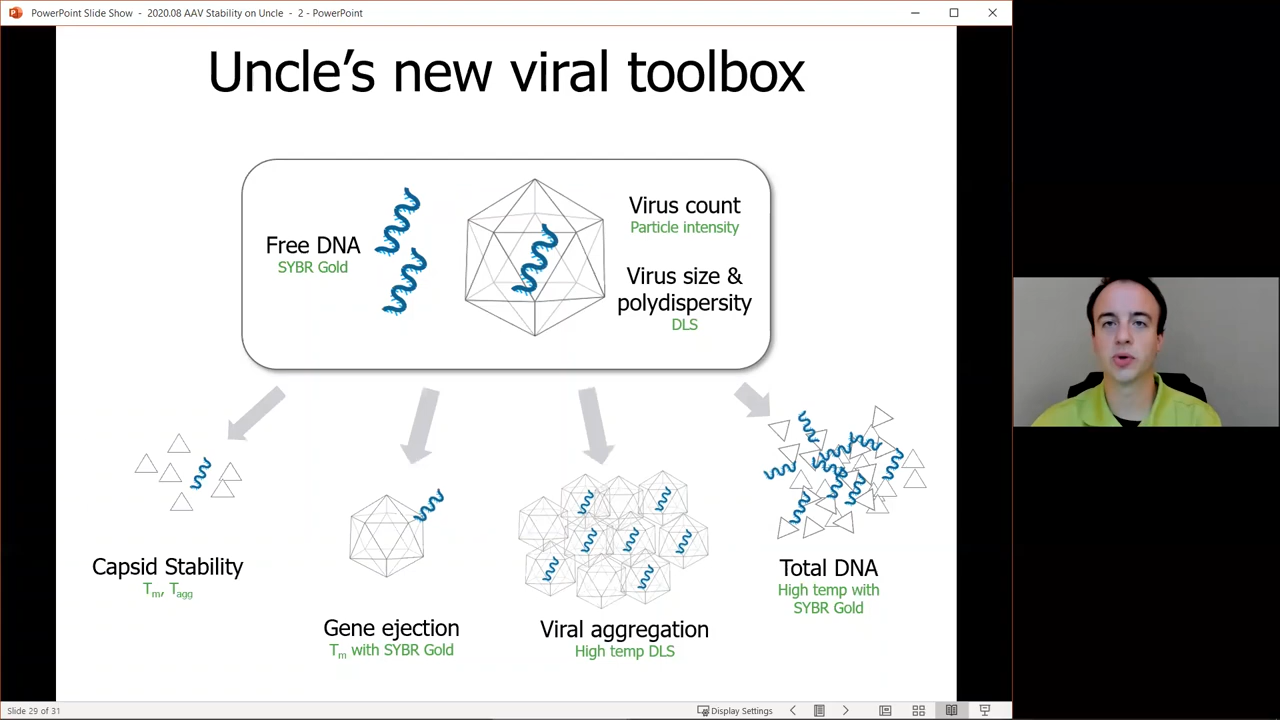 PowerPoint Slide Show - 2020.08 AAV Stability on Uncle - 2 - PowerPoint
Uncle's new viral toolbox
Free DNA
SYBR Gold
Virus count
Particle intensity
Virus size &
polydispersity
DLS
Capsid Stability
Tm, Tagg
Gene ejection
Tm with SYBR Gold
Viral aggregation
High temp DLS
Total DNA
High temp with
SYBR Gold
Slide 29 of 31
Display Settings